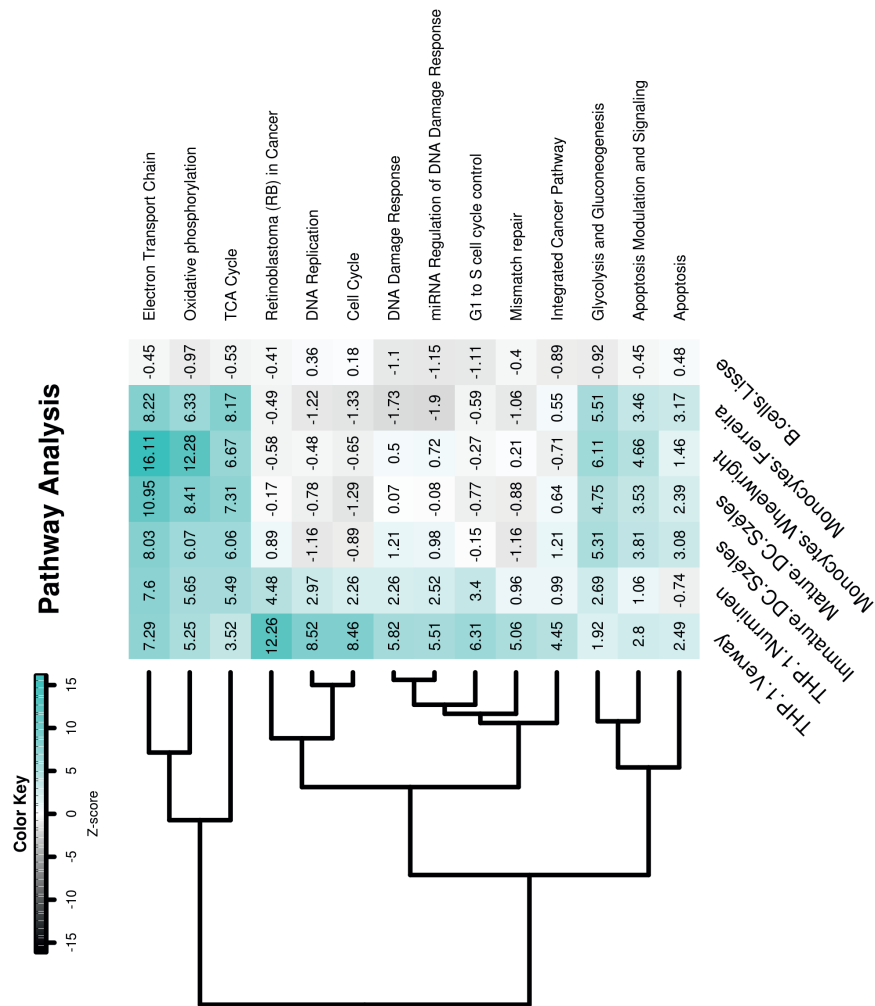 Pathway Analysis
Color Key
-15 -10 -5 0 5 10 15
Z-score
7.29 7.6 8.03 10.95 16.11 8.22 -0.45 Electron Transport Chain
5.25 5.65 6.07 8.41 12.28 6.33 -0.97 Oxidative phosphorylation
3.52 5.49 6.06 7.31 6.67 8.17 -0.53 TCA Cycle
12.26 4.48 0.89 -0.17 -0.58 -0.49 -0.41 Retinoblastoma (RB) in Cancer
8.52 2.97 -1.16 -0.78 -0.48 -1.22 0.36 DNA Replication
8.46 2.26 -0.89 -1.29 -0.65 -1.33 0.18 Cell Cycle
5.82 2.26 1.21 0.07 0.5 -1.73 -1.1 DNA Damage Response
5.51 2.52 0.98 -0.08 0.72 -1.9 -1.15 miRNA Regulation of DNA Damage Response
6.31 3.4 -0.15 -0.77 -0.27 -0.59 -1.11 G1 to S cell cycle control
5.06 0.96 -1.16 -0.88 0.21 -1.06 -0.4 Mismatch repair
4.45 0.99 1.21 0.64 -0.71 0.55 -0.89 Integrated Cancer Pathway
1.92 2.69 5.31 4.75 6.11 5.51 -0.92 Glycolysis and Gluconeogenesis
2.8 1.06 3.81 3.53 4.66 3.46 -0.45 Apoptosis Modulation and Signaling
2.49 -0.74 3.08 2.39 1.46 3.17 0.48 Apoptosis
THP.1.Verway
THP.1.Nurminen
Immature.DC.Széles
Mature.DC.Széles
Monocytes.Wheelwright
Monocytes.Ferreira
B.cells.Lisse